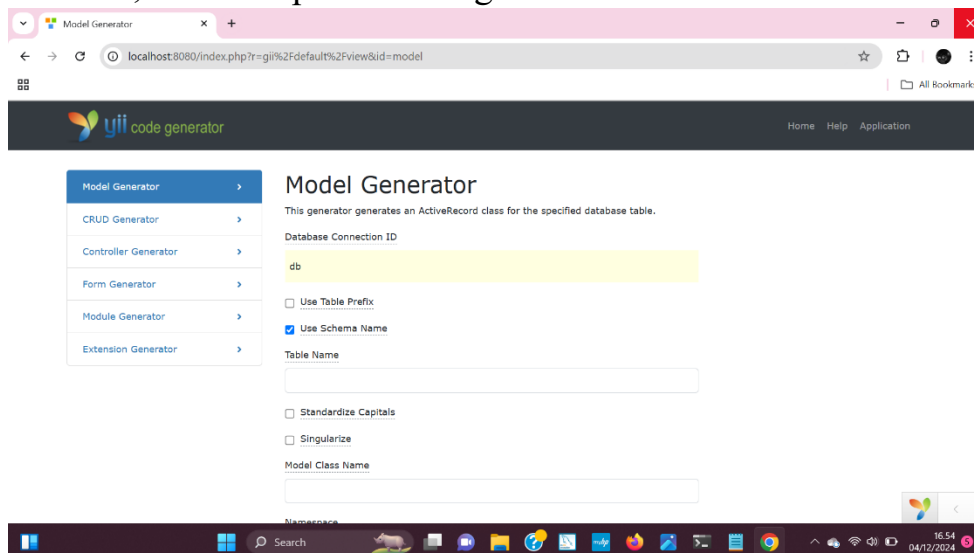 Model Generator
localhost:8080/index.php?r=gii%2Fdefault%2Fview&id=model
All Bookmarks
yii code generator
Home Help Application
Model Generator
CRUD Generator
Controller Generator
Form Generator
Module Generator
Extension Generator
Model Generator
This generator generates an ActiveRecord class for the specified database table.
Database Connection ID
db
Use Table Prefix
Use Schema Name
Table Name
Standardize Capitals
Singularize
Model Class Name
Namespace
Search
16.54
04/12/2024